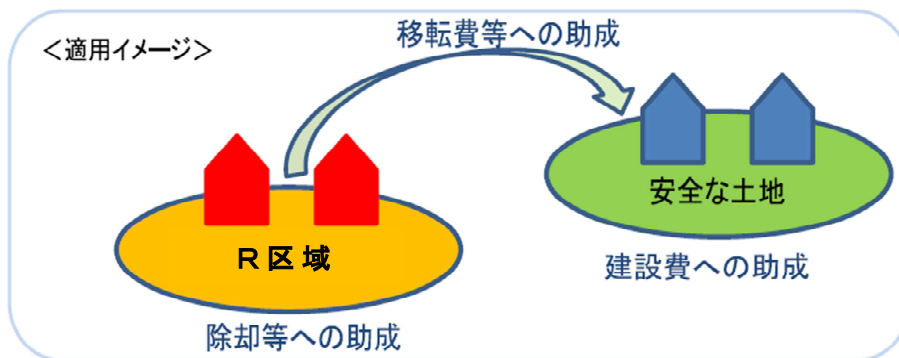 ＜適用イメージ＞
移転費等への助成
安全な土地
Ｒ区域
建設費への助成
除却等への助成